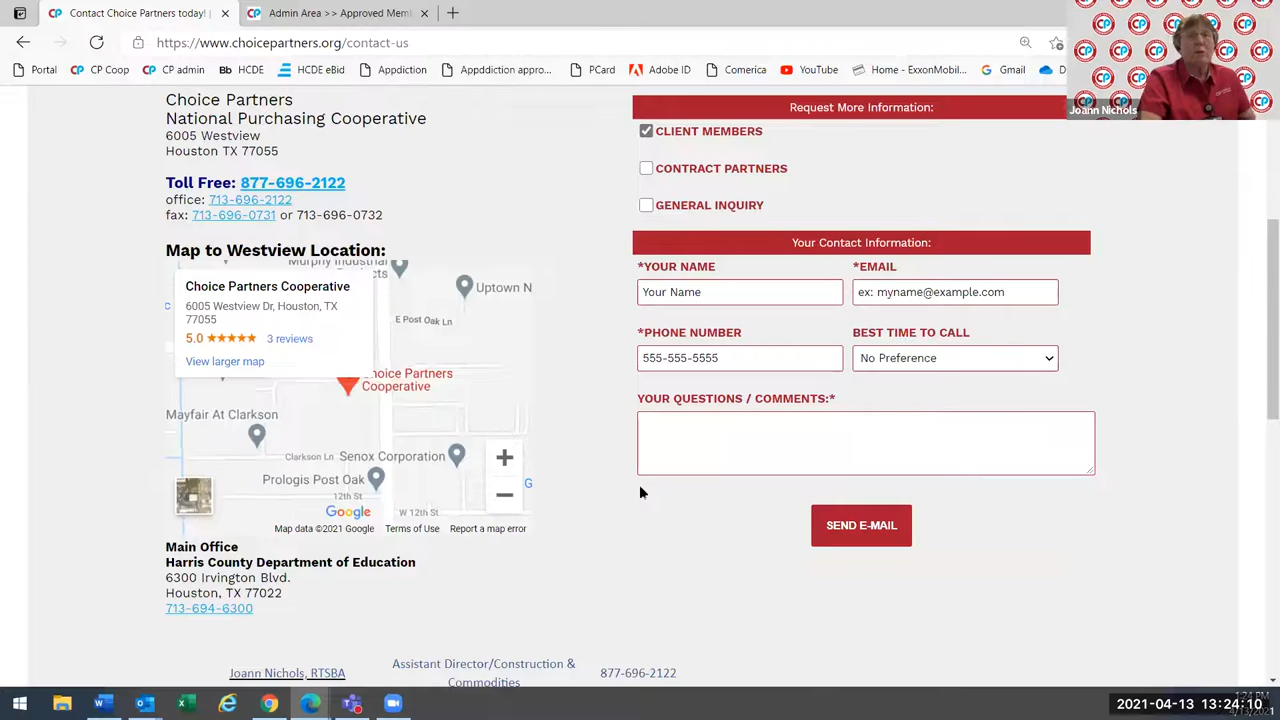 Contact Choice Partners today!
Admin Area >> Approved Mem
https://www.choicepartners.org/contact-us
Portal
CP Coop
CP admin
Bb HCDE
HCDE eBid
Appdiction
Appddiction appro...
PCard
Adobe ID
Comerica
YouTube
Home - ExxonMobil...
Gmail
Joann Nichols
Choice Partners
National Purchasing Cooperative
6005 Westview
Houston TX 77055
Toll Free: 877-696-2122
office: 713-696-2122
fax: 713-696-0731 or 713-696-0732
Map to Westview Location:
Murphy Industrial
Products
Choice Partners Cooperative
6005 Westview Dr, Houston, TX
77055
5.0 ★★★★★ 3 reviews
View larger map
Uptown N
E Post Oak Ln
Choice Partners
Cooperative
Mayfair At Clarkson
Clarkson Ln
Senox Corporation
Prologis Post Oak
12th St
W 12th St
G
+
−
Google
Map data ©2021 Google Terms of Use Report a map error
Main Office
Harris County Department of Education
6300 Irvington Blvd.
Houston, TX 77022
713-694-6300
Request More Information:
CLIENT MEMBERS
CONTRACT PARTNERS
GENERAL INQUIRY
Your Contact Information:
*YOUR NAME
*EMAIL
Your Name
ex: myname@example.com
*PHONE NUMBER
BEST TIME TO CALL
555-555-5555
No Preference
YOUR QUESTIONS / COMMENTS:*
SEND E-MAIL
Joann Nichols, RTSBA
Assistant Director/Construction &
Commodities
877-696-2122
2021-04-13 13:24:10